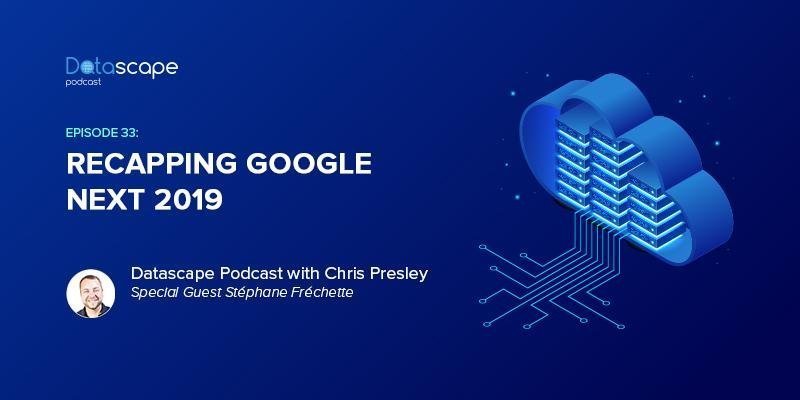 Datascape
podcast
EPISODE 33:
RECAPPING GOOGLE
NEXT 2019
Datascape Podcast with Chris Presley
Special Guest Stéphane Fréchette